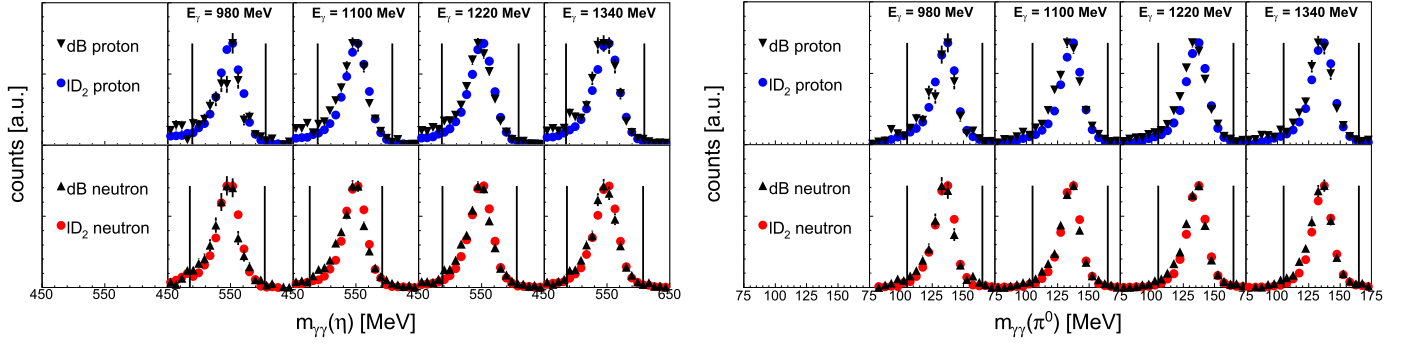 E_γ = 980 MeV E_γ = 1100 MeV E_γ = 1220 MeV E_γ = 1340 MeV
dB proton
lD_2 proton
dB neutron
lD_2 neutron
counts [a.u.]
450 550 450 550 450 550 450 550 450 550 650
m_γγ(η) [MeV]
E_γ = 980 MeV E_γ = 1100 MeV E_γ = 1220 MeV E_γ = 1340 MeV
dB proton
lD_2 proton
dB neutron
lD_2 neutron
counts [a.u.]
75 100 125 150 75 100 125 150 75 100 125 150 75 100 125 150 75 100 125 150 175
m_γγ(π⁰) [MeV]